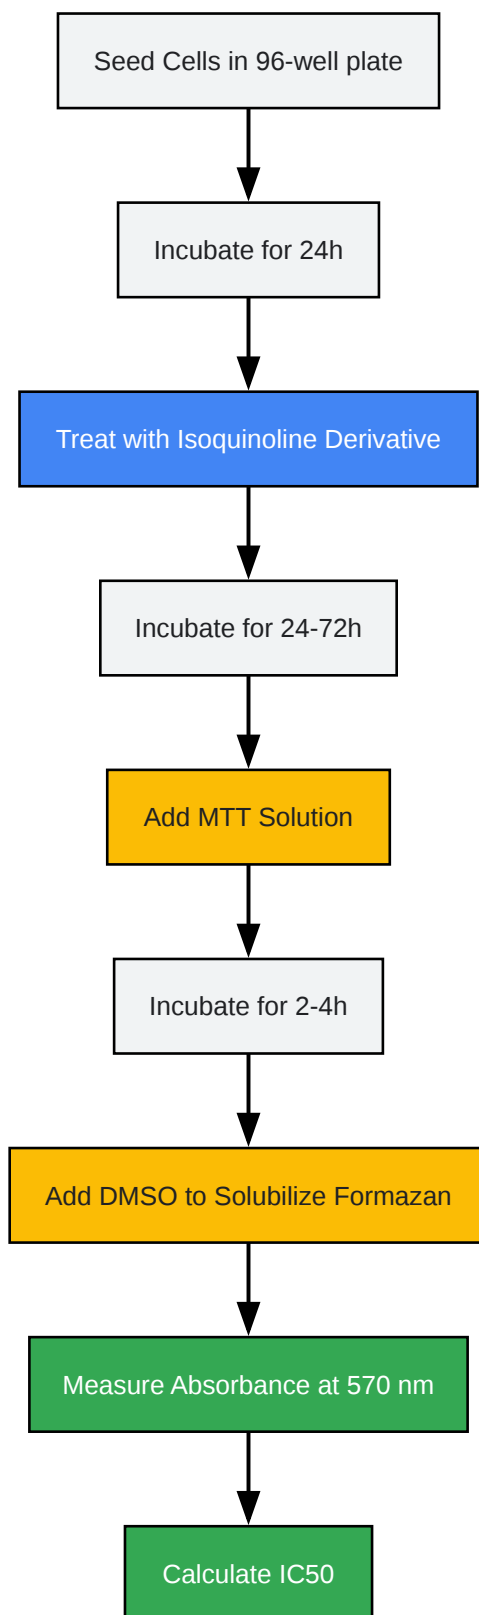 Seed Cells in 96-well plate
Incubate for 24h
Treat with Isoquinoline Derivative
Incubate for 24-72h
Add MTT Solution
Incubate for 2-4h
Add DMSO to Solubilize Formazan
Measure Absorbance at 570 nm
Calculate IC50